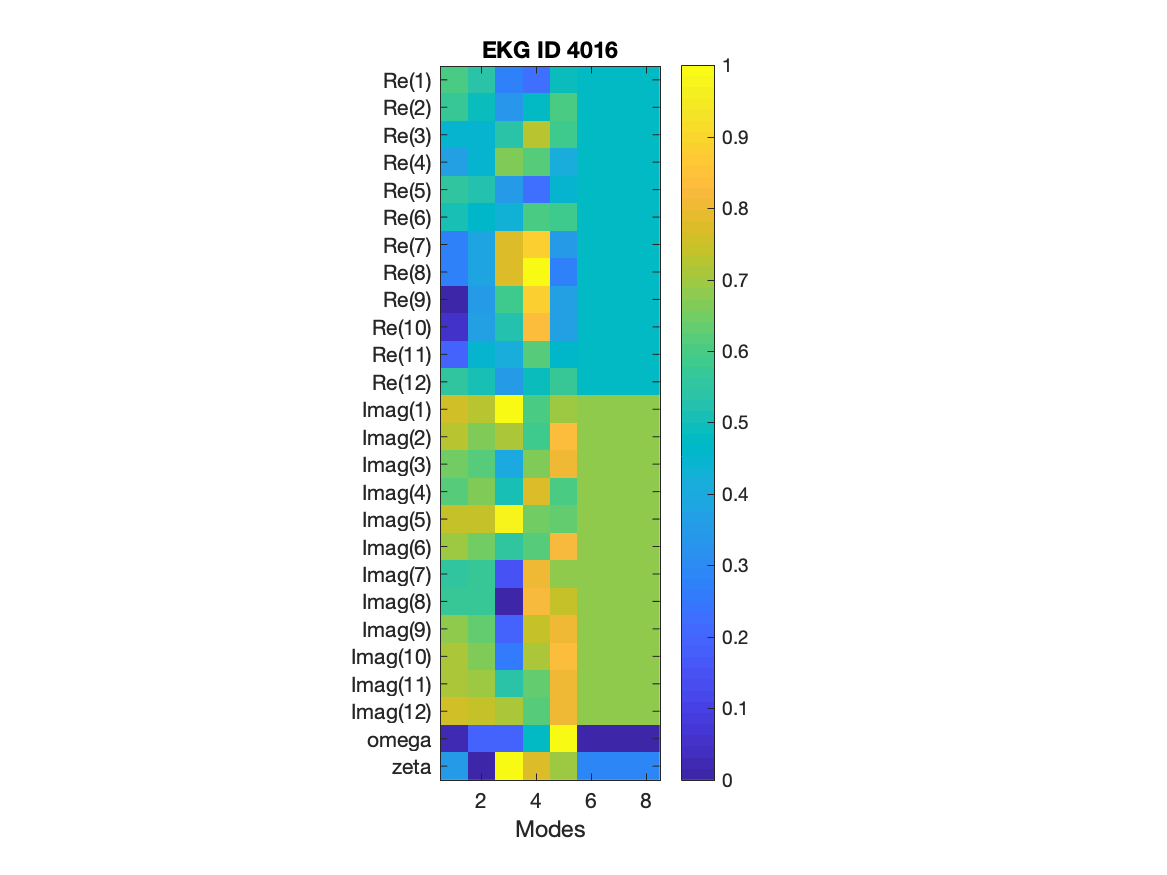 EKG ID 4016
Re(1)
Re(2)
Re(3)
Re(4)
Re(5)
Re(6)
Re(7)
Re(8)
Re(9)
Re(10)
Re(11)
Re(12)
Imag(1)
Imag(2)
Imag(3)
Imag(4)
Imag(5)
Imag(6)
Imag(7)
Imag(8)
Imag(9)
Imag(10)
Imag(11)
Imag(12)
omega
zeta
2 4 6 8
Modes
1
0.9
0.8
0.7
0.6
0.5
0.4
0.3
0.2
0.1
0